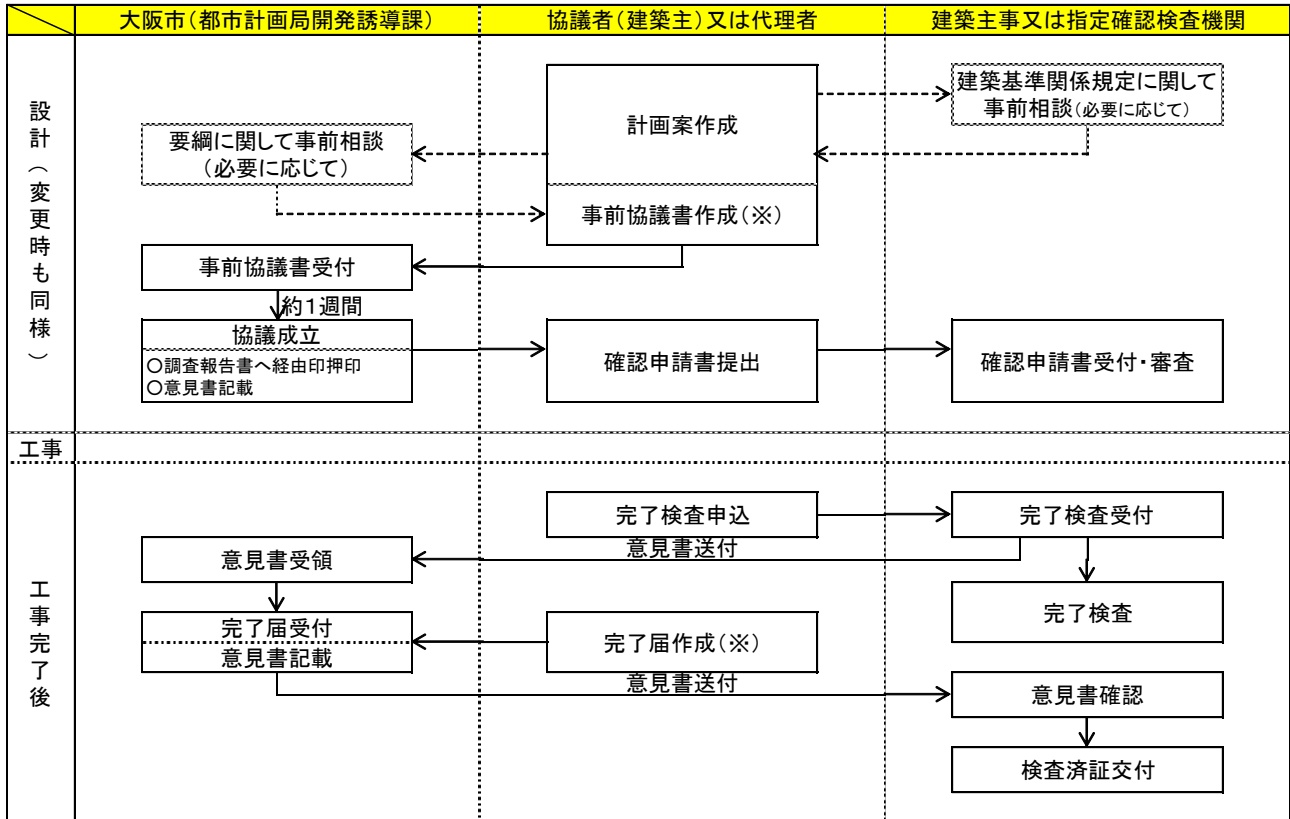 大阪市（都市計画局開発誘導課）
協議者（建築主）又は代理者
建築主事又は指定確認検査機関
設計（変更時も同様）
計画案作成
建築基準関係規定に関して
事前相談（必要に応じて）
要綱に関して事前相談
（必要に応じて）
事前協議書作成（※）
事前協議書受付
約１週間
協議成立
○調査報告書へ経由印押印
○意見書記載
確認申請書提出
確認申請書受付・審査
工事
工事完了後
完了検査申込
完了検査受付
意見書送付
意見書受領
完了検査
完了届受付
意見書記載
完了届作成（※）
意見書送付
意見書確認
検査済証交付